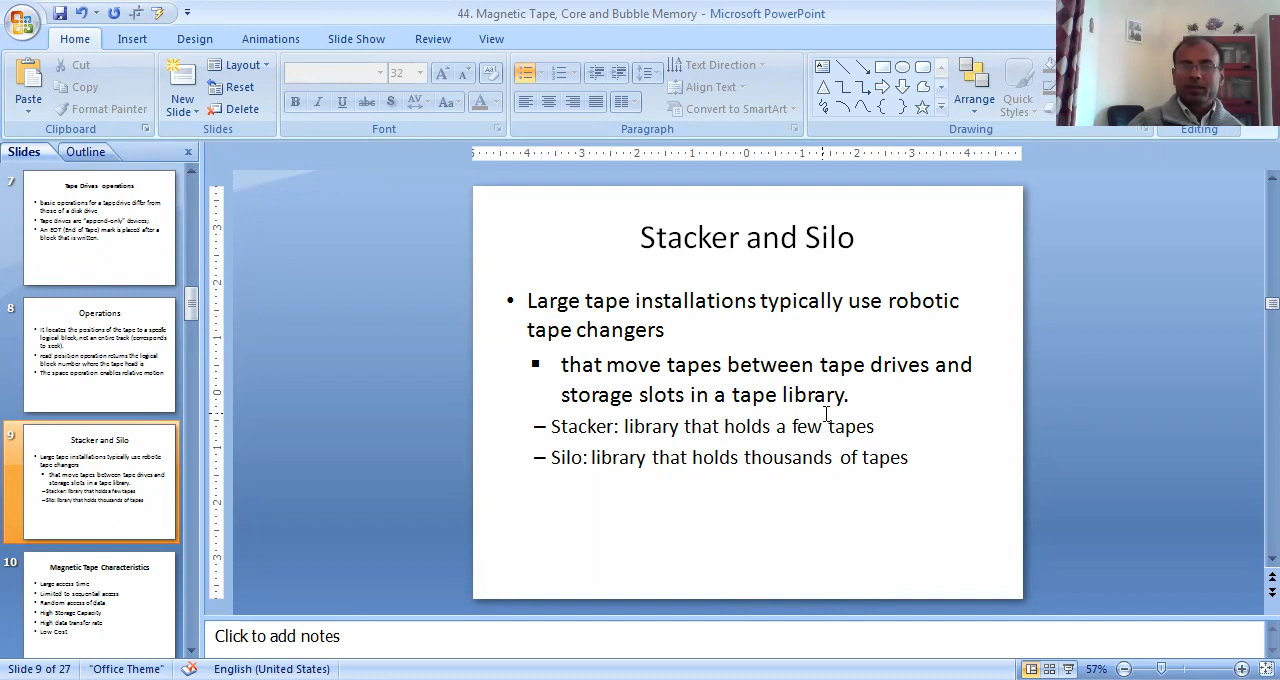 44. Magnetic Tape, Core and Bubble Memory - Microsoft PowerPoint
Home Insert Design Animations Slide Show Review View
Cut
Copy
Format Painter
Paste
Clipboard
New Slide
Layout
Reset
Delete
Slides
32
B I U abc S AV Aa A
Font
Text Direction
Align Text
Convert to SmartArt
Paragraph
Arrange
Quick Styles
Drawing
Editing
Slides Outline
7
Tape Drives operations
• basic operations for a tape drive differ from
those of a disk drive
• Tape drives are "append-only" devices;
• An EOT (End of Tape) mark is placed after a
block that is written.
8
Operations
• It locates the positions of the tape to a specific
logical block, not an entire track (corresponds
to seek).
• read position operation returns the logical
block number where the tape head is
• The space operation enables relative motion
9
Stacker and Silo
• Large tape installations typically use robotic
tape changers
▪ that move tapes between tape drives and
storage slots in a tape library.
– Stacker: library that holds a few tapes
– Silo: library that holds thousands of tapes
10
Magnetic Tape Characteristics
• Large access time
• Limited to sequential access
• Random access of data
• High Storage Capacity
• High data transfer rate
• Low Cost
Stacker and Silo
• Large tape installations typically use robotic
tape changers
▪ that move tapes between tape drives and
storage slots in a tape library.
– Stacker: library that holds a few tapes
– Silo: library that holds thousands of tapes
Click to add notes
Slide 9 of 27 "Office Theme" English (United States) 57%